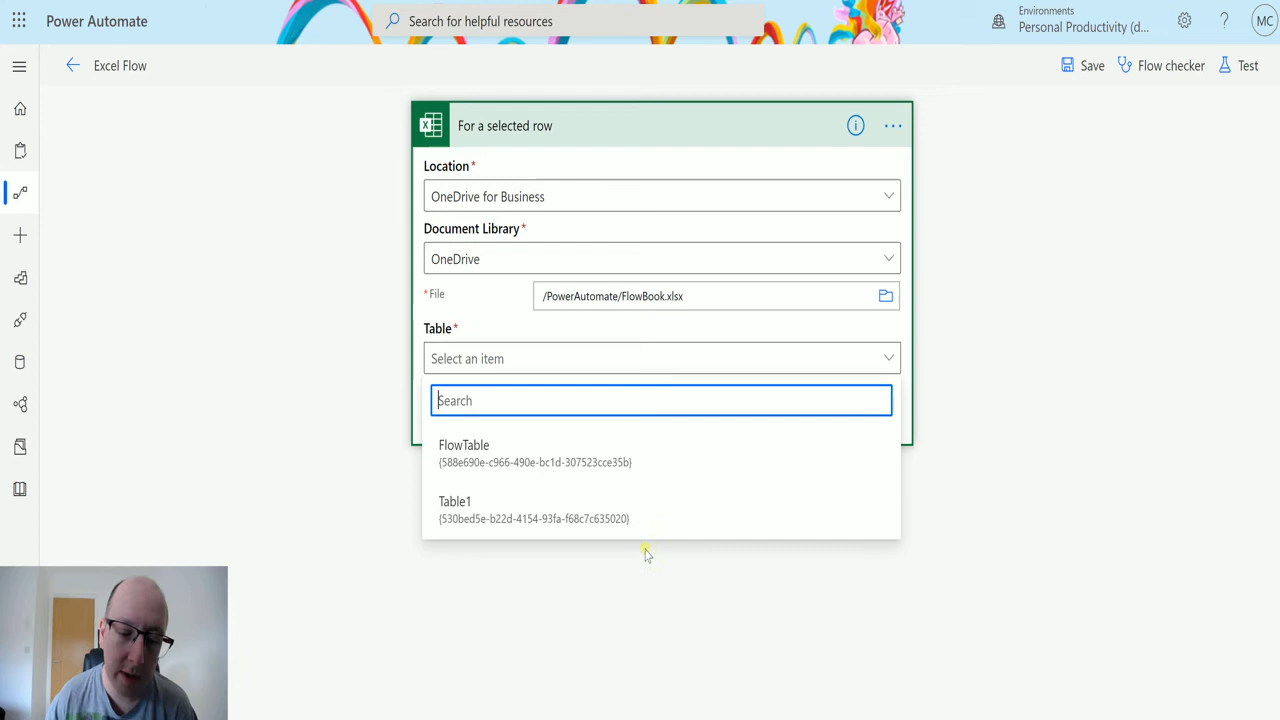 Power Automate
Search for helpful resources
Environments
Personal Productivity (d...
MC
Excel Flow
Save
Flow checker
Test
For a selected row
Location*
OneDrive for Business
Document Library*
OneDrive
*File
/PowerAutomate/FlowBook.xlsx
Table*
Select an item
Search
FlowTable
{588e690e-c966-490e-bc1d-307523cce35b}
Table1
{530bed5e-b22d-4154-93fa-f68c7c635020}